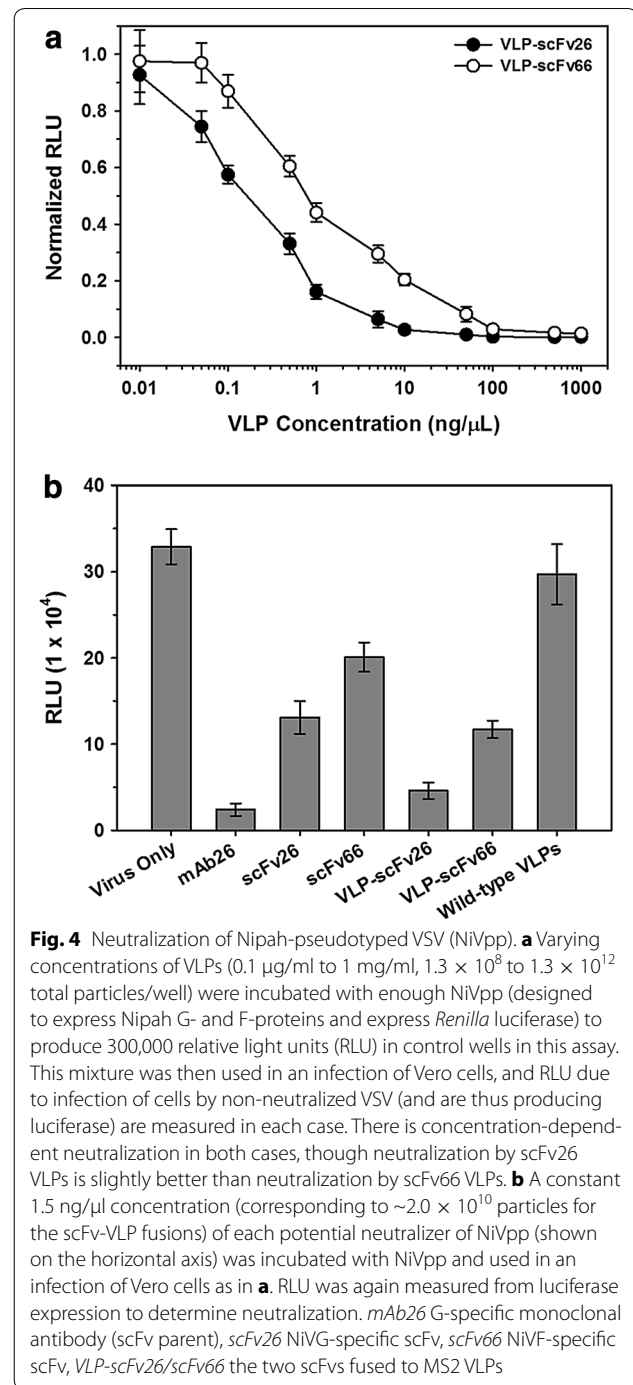 a
VLP-scFv26
VLP-scFv66
1.0
0.8
0.6
0.4
0.2
0.0
Normalized RLU
0.01 0.1 1 10 100 1000
VLP Concentration (ng/µL)
b
40
30
20
10
0
RLU (1 x 10⁴)
Virus Only
mAb26
scFv26
scFv66
VLP-scFv26
VLP-scFv66
Wild-type VLPs
Fig. 4 Neutralization of Nipah-pseudotyped VSV (NiVpp). a Varying
concentrations of VLPs (0.1 µg/ml to 1 mg/ml, 1.3 × 10⁸ to 1.3 × 10¹²
total particles/well) were incubated with enough NiVpp (designed
to express Nipah G- and F-proteins and express Renilla luciferase) to
produce 300,000 relative light units (RLU) in control wells in this assay.
This mixture was then used in an infection of Vero cells, and RLU due
to infection of cells by non-neutralized VSV (and are thus producing
luciferase) are measured in each case. There is concentration-depend-
ent neutralization in both cases, though neutralization by scFv26
VLPs is slightly better than neutralization by scFv66 VLPs. b A constant
1.5 ng/µl concentration (corresponding to ~2.0 × 10¹⁰ particles for
the scFv-VLP fusions) of each potential neutralizer of NiVpp (shown
on the horizontal axis) was incubated with NiVpp and used in an
infection of Vero cells as in a. RLU was again measured from luciferase
expression to determine neutralization. mAb26 G-specific monoclonal
antibody (scFv parent), scFv26 NiVG-specific scFv, scFv66 NiVF-specific
scFv, VLP-scFv26/scFv66 the two scFvs fused to MS2 VLPs